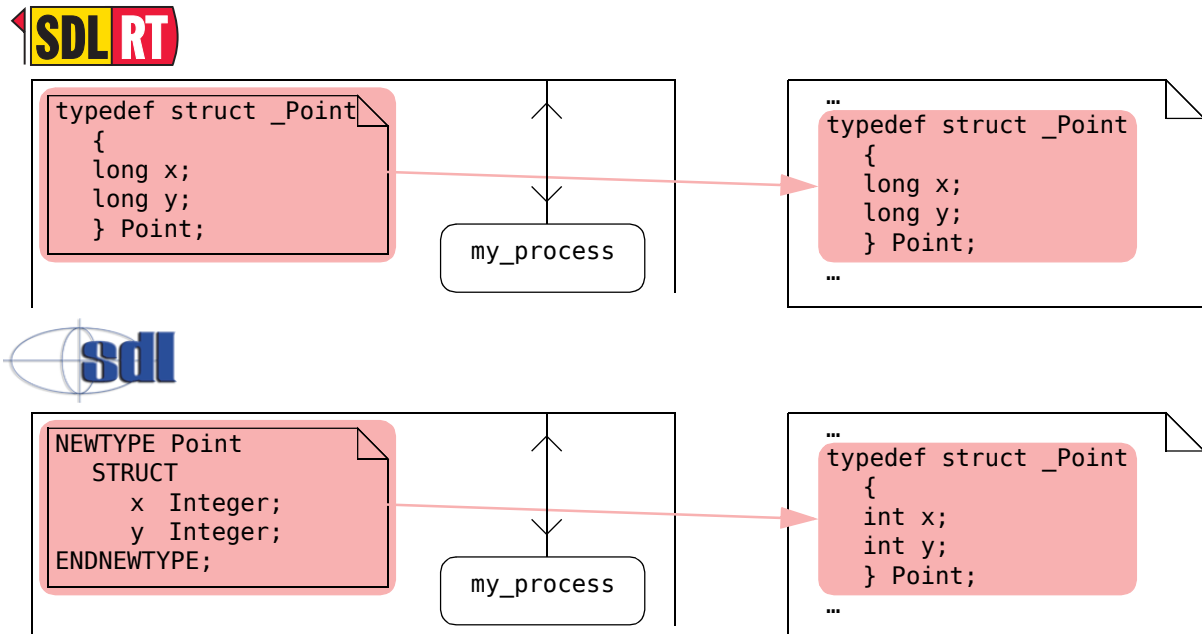 SDL RT
typedef struct _Point
{
long x;
long y;
} Point;
my_process
…
typedef struct _Point
{
long x;
long y;
} Point;
…
sdl
NEWTYPE Point
STRUCT
x Integer;
y Integer;
ENDNEWTYPE;
my_process
…
typedef struct _Point
{
int x;
int y;
} Point;
…